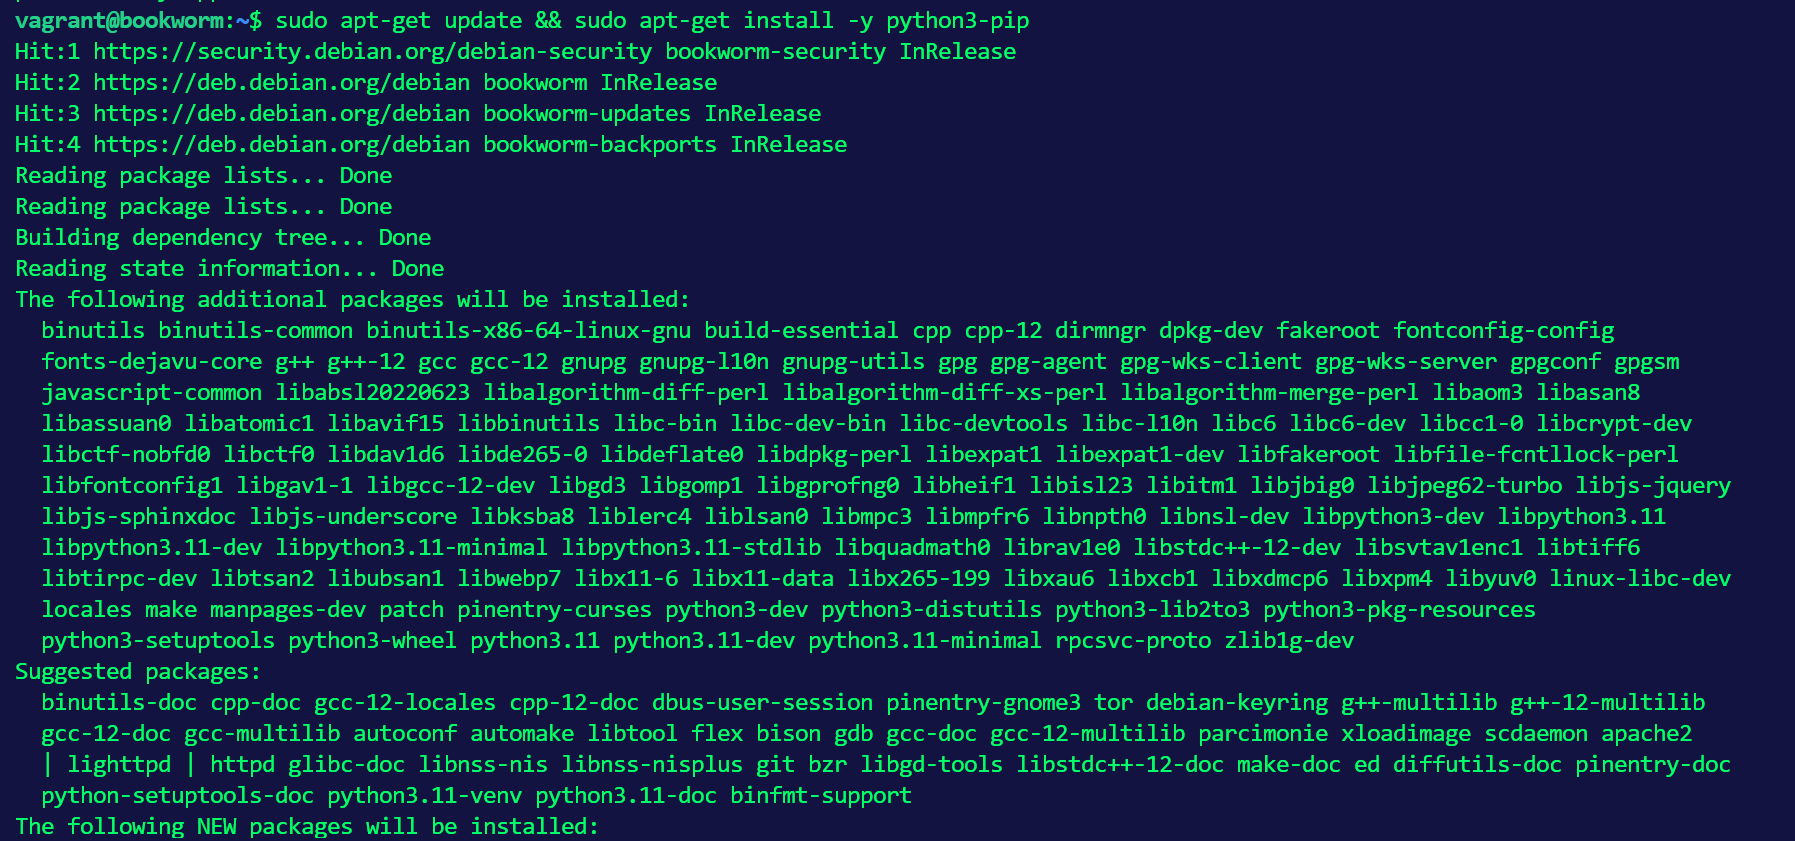 vagrant@bookworm:~$ sudo apt-get update && sudo apt-get install -y python3-pip
Hit:1 https://security.debian.org/debian-security bookworm-security InRelease
Hit:2 https://deb.debian.org/debian bookworm InRelease
Hit:3 https://deb.debian.org/debian bookworm-updates InRelease
Hit:4 https://deb.debian.org/debian bookworm-backports InRelease
Reading package lists... Done
Reading package lists... Done
Building dependency tree... Done
Reading state information... Done
The following additional packages will be installed:
  binutils binutils-common binutils-x86-64-linux-gnu build-essential cpp cpp-12 dirmngr dpkg-dev fakeroot fontconfig-config
  fonts-dejavu-core g++ g++-12 gcc gcc-12 gnupg gnupg-l10n gnupg-utils gpg gpg-agent gpg-wks-client gpg-wks-server gpgconf gpgsm
  javascript-common libabsl20220623 libalgorithm-diff-perl libalgorithm-diff-xs-perl libalgorithm-merge-perl libaom3 libasan8
  libassuan0 libatomic1 libavif15 libbinutils libc-bin libc-dev-bin libc-devtools libc-l10n libc6 libc6-dev libcc1-0 libcrypt-dev
  libctf-nobfd0 libctf0 libdav1d6 libde265-0 libdeflate0 libdpkg-perl libexpat1 libexpat1-dev libfakeroot libfile-fcntllock-perl
  libfontconfig1 libgav1-1 libgcc-12-dev libgd3 libgomp1 libgprofng0 libheif1 libisl23 libitm1 libjbig0 libjpeg62-turbo libjs-jquery
  libjs-sphinxdoc libjs-underscore libksba8 liblerc4 liblsan0 libmpc3 libmpfr6 libnpth0 libnsl-dev libpython3-dev libpython3.11
  libpython3.11-dev libpython3.11-minimal libpython3.11-stdlib libquadmath0 librav1e0 libstdc++-12-dev libsvtav1enc1 libtiff6
  libtirpc-dev libtsan2 libubsan1 libwebp7 libx11-6 libx11-data libx265-199 libxau6 libxcb1 libxdmcp6 libxpm4 libyuv0 linux-libc-dev
  locales make manpages-dev patch pinentry-curses python3-dev python3-distutils python3-lib2to3 python3-pkg-resources
  python3-setuptools python3-wheel python3.11 python3.11-dev python3.11-minimal rpcsvc-proto zlib1g-dev
Suggested packages:
  binutils-doc cpp-doc gcc-12-locales cpp-12-doc dbus-user-session pinentry-gnome3 tor debian-keyring g++-multilib g++-12-multilib
  gcc-12-doc gcc-multilib autoconf automake libtool flex bison gdb gcc-doc gcc-12-multilib parcimonie xloadimage scdaemon apache2
  | lighttpd | httpd glibc-doc libnss-nis libnss-nisplus git bzr libgd-tools libstdc++-12-doc make-doc ed diffutils-doc pinentry-doc
  python-setuptools-doc python3.11-venv python3.11-doc binfmt-support
The following NEW packages will be installed: